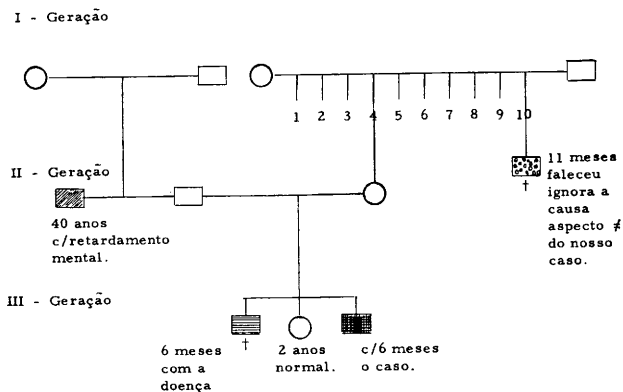 I - Geração
1 2 3 4 5 6 7 8 9 10
II - Geração
40 anos
c/retardamento
mental.
†
11 meses
faleceu
ignora a
causa
aspecto ≠
do nosso
caso.
III - Geração
†
6 meses
com a
doença
2 anos
normal.
c/6 meses
o caso.